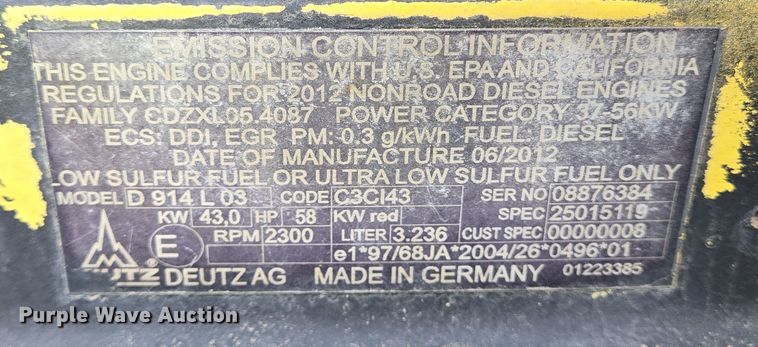 EMISSION CONTROL INFORMATION
THIS ENGINE COMPLIES WITH U.S. EPA AND CALIFORNIA
REGULATIONS FOR 2012 NONROAD DIESEL ENGINES
FAMILY CDZXL05.4087 POWER CATEGORY 37-56KW
ECS: DDI, EGR PM: 0.3 g/kWh FUEL: DIESEL
DATE OF MANUFACTURE 06/2012
LOW SULFUR FUEL OR ULTRA LOW SULFUR FUEL ONLY
MODEL D 914 L 03 CODE C3CI43 SER NO 08876384
KW 43,0 HP 58 KW red SPEC 25015119
E RPM 2300 LITER 3.236 CUST SPEC 00000008
e1*97/68JA*2004/26*0496*01
DEUTZ ® DEUTZ AG MADE IN GERMANY 01223385
Purple Wave Auction